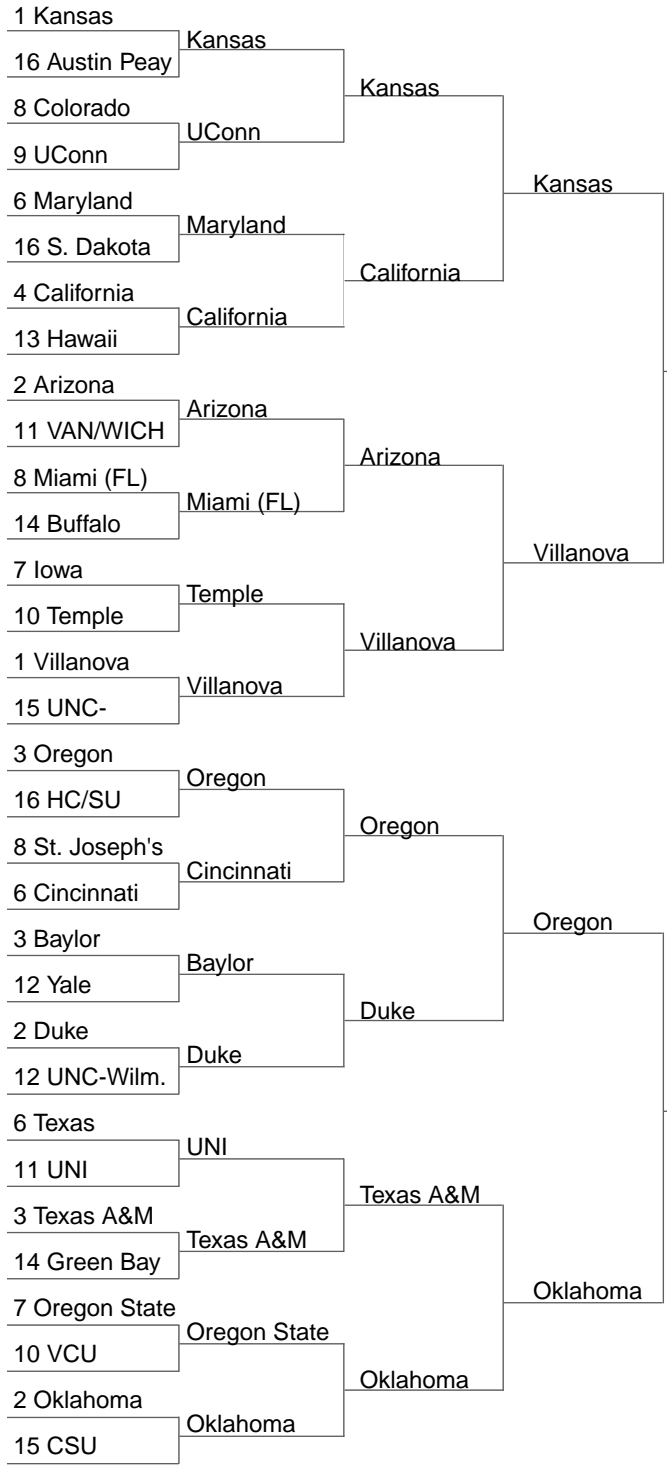 1 Kansas
16 Austin Peay
8 Colorado
9 UConn
6 Maryland
16 S. Dakota
4 California
13 Hawaii
2 Arizona
11 VAN/WICH
8 Miami (FL)
14 Buffalo
7 Iowa
10 Temple
1 Villanova
15 UNC-
3 Oregon
16 HC/SU
8 St. Joseph's
6 Cincinnati
3 Baylor
12 Yale
2 Duke
12 UNC-Wilm.
6 Texas
11 UNI
3 Texas A&M
14 Green Bay
7 Oregon State
10 VCU
2 Oklahoma
15 CSU
Kansas
UConn
Maryland
California
Arizona
Miami (FL)
Temple
Villanova
Oregon
Cincinnati
Baylor
Duke
UNI
Texas A&M
Oregon State
Oklahoma
Kansas
California
Arizona
Villanova
Oregon
Duke
Texas A&M
Oklahoma
Kansas
Villanova
Oregon
Oklahoma